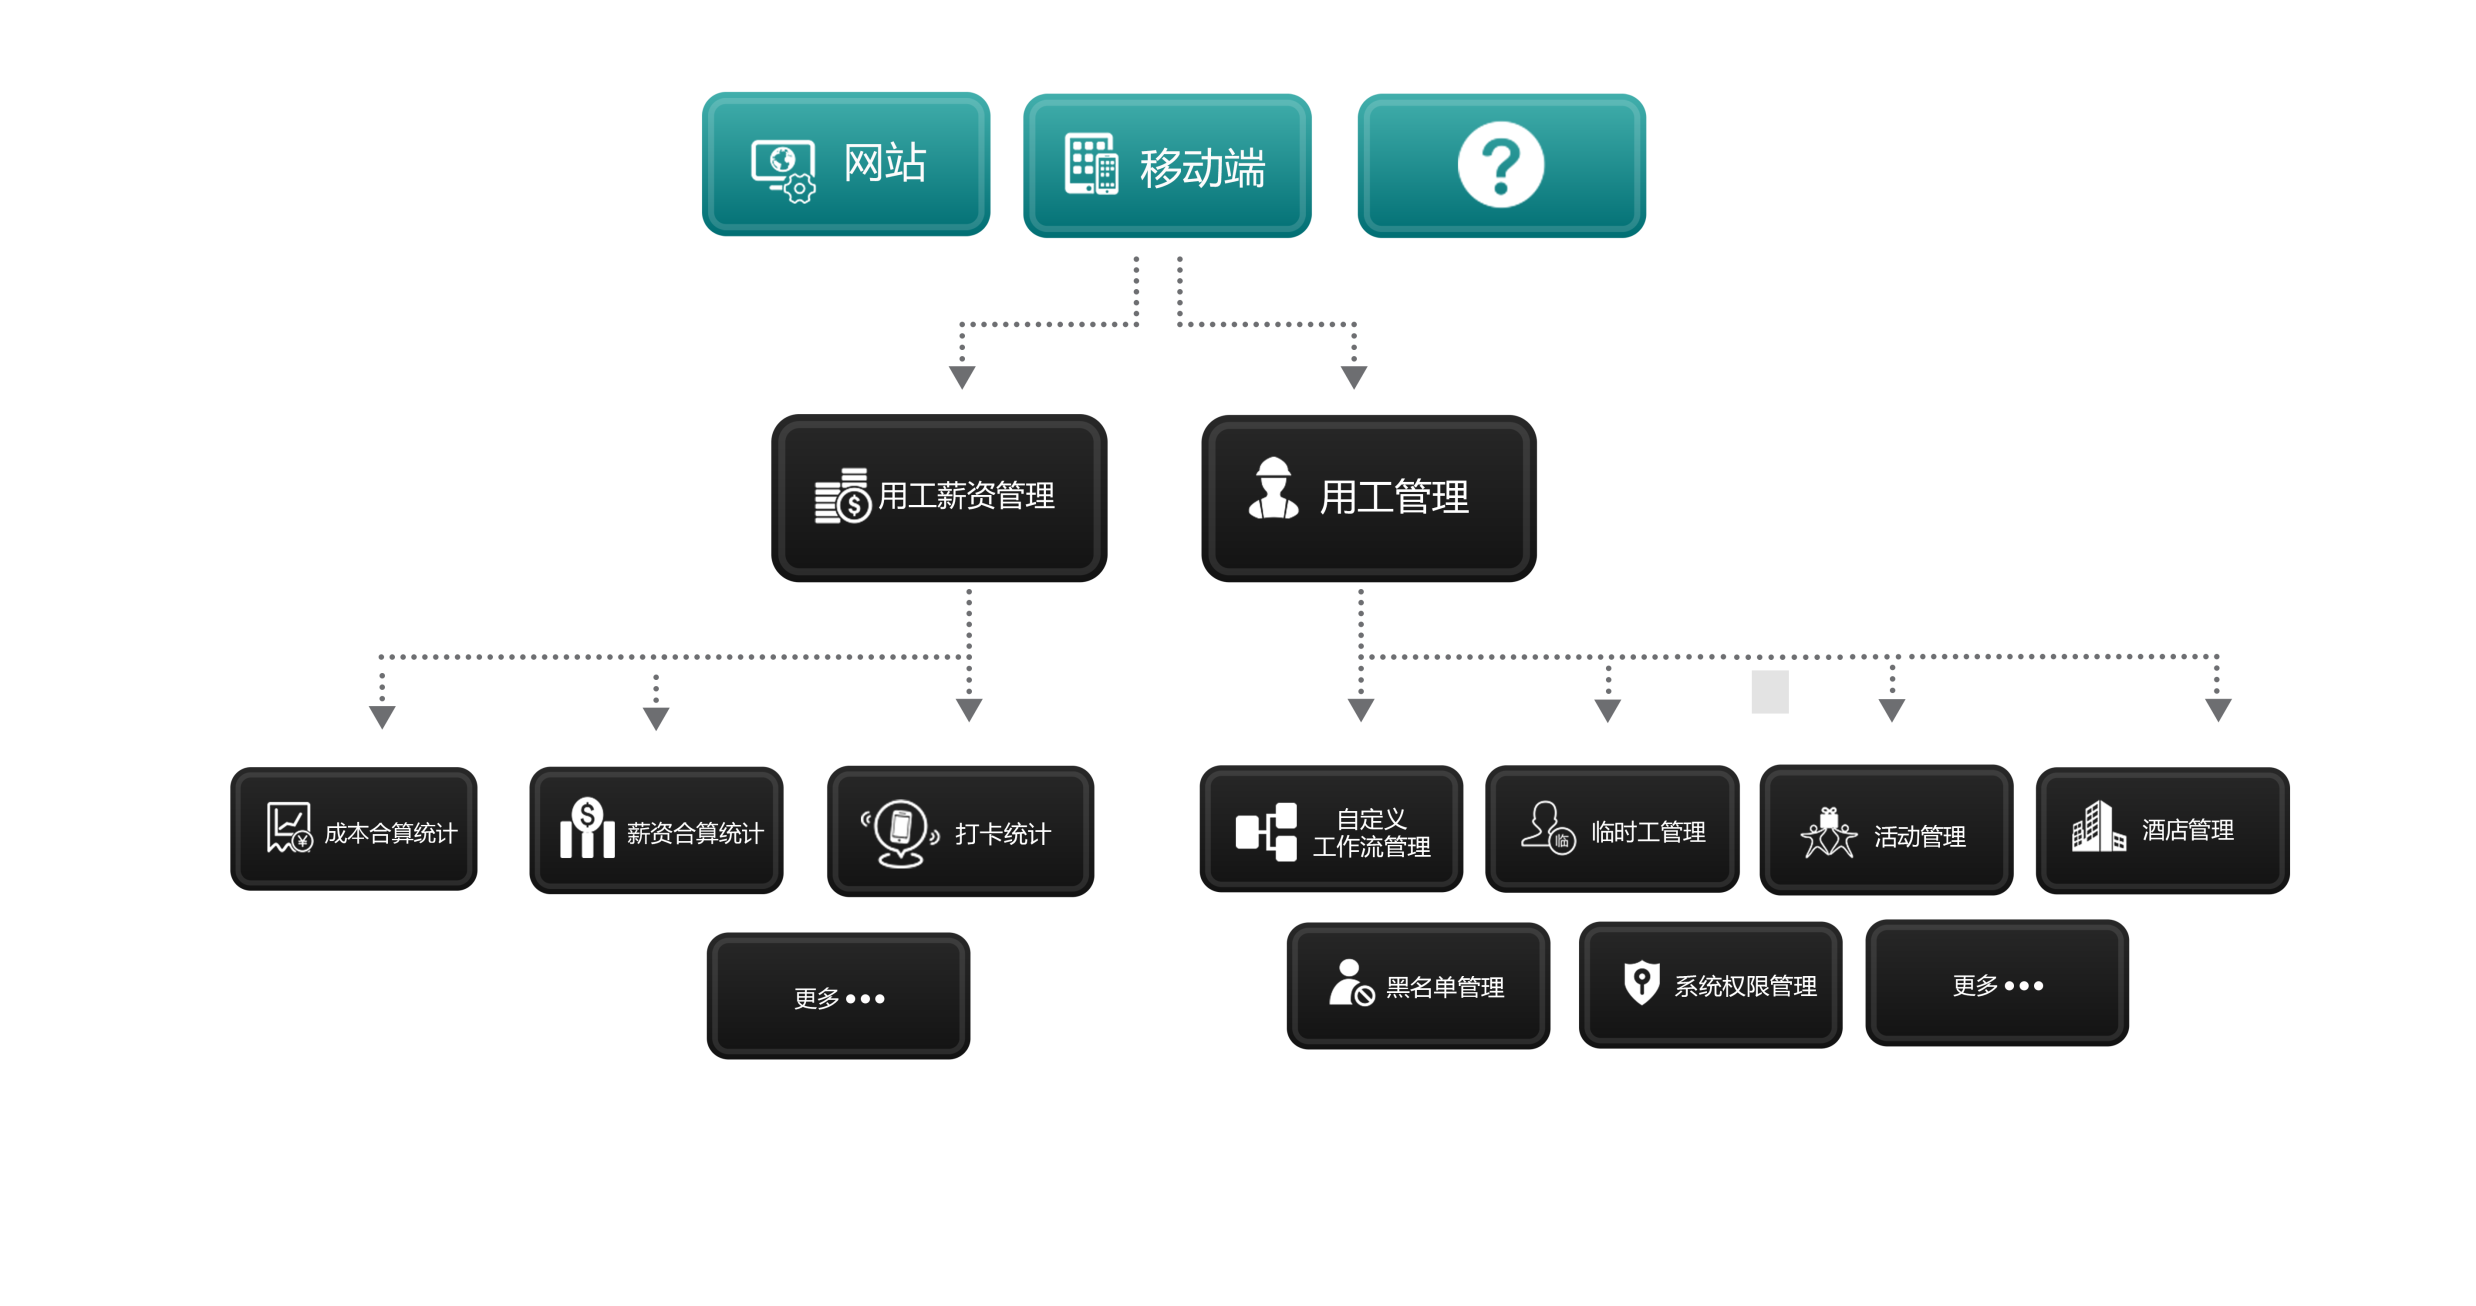 网站
移动端
?
用工薪资管理
用工管理
成本合算统计
薪资合算统计
打卡统计
自定义
工作流管理
临
临时工管理
活动管理
酒店管理
更多•••
黑名单管理
系统权限管理
更多•••